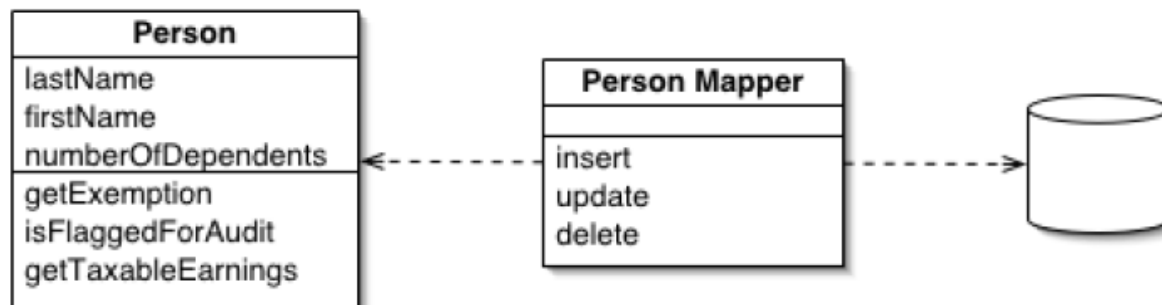 Person
lastName
firstName
numberOfDependents
getExemption
isFlaggedForAudit
getTaxableEarnings
Person Mapper
insert
update
delete